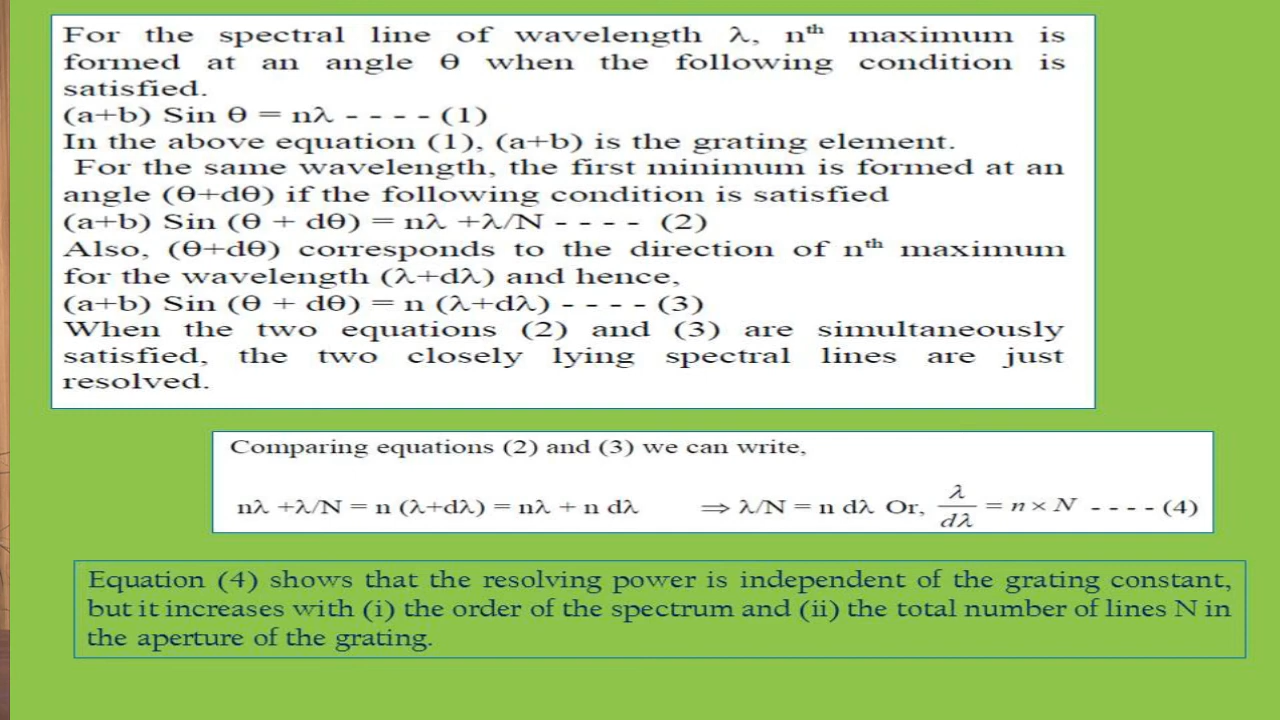 For the spectral line of wavelength λ, nᵗʰ maximum is
formed at an angle θ when the following condition is
satisfied.
(a+b) Sin θ = nλ - - - - (1)
In the above equation (1), (a+b) is the grating element.
For the same wavelength, the first minimum is formed at an
angle (θ+dθ) if the following condition is satisfied
(a+b) Sin (θ + dθ) = nλ +λ/N - - - - (2)
Also, (θ+dθ) corresponds to the direction of nᵗʰ maximum
for the wavelength (λ+dλ) and hence,
(a+b) Sin (θ + dθ) = n (λ+dλ) - - - - (3)
When the two equations (2) and (3) are simultaneously
satisfied, the two closely lying spectral lines are just
resolved.
Comparing equations (2) and (3) we can write,
nλ +λ/N = n (λ+dλ) = nλ + n dλ ⇒ λ/N = n dλ Or, λ/dλ = n × N - - - - (4)
Equation (4) shows that the resolving power is independent of the grating constant,
but it increases with (i) the order of the spectrum and (ii) the total number of lines N in
the aperture of the grating.